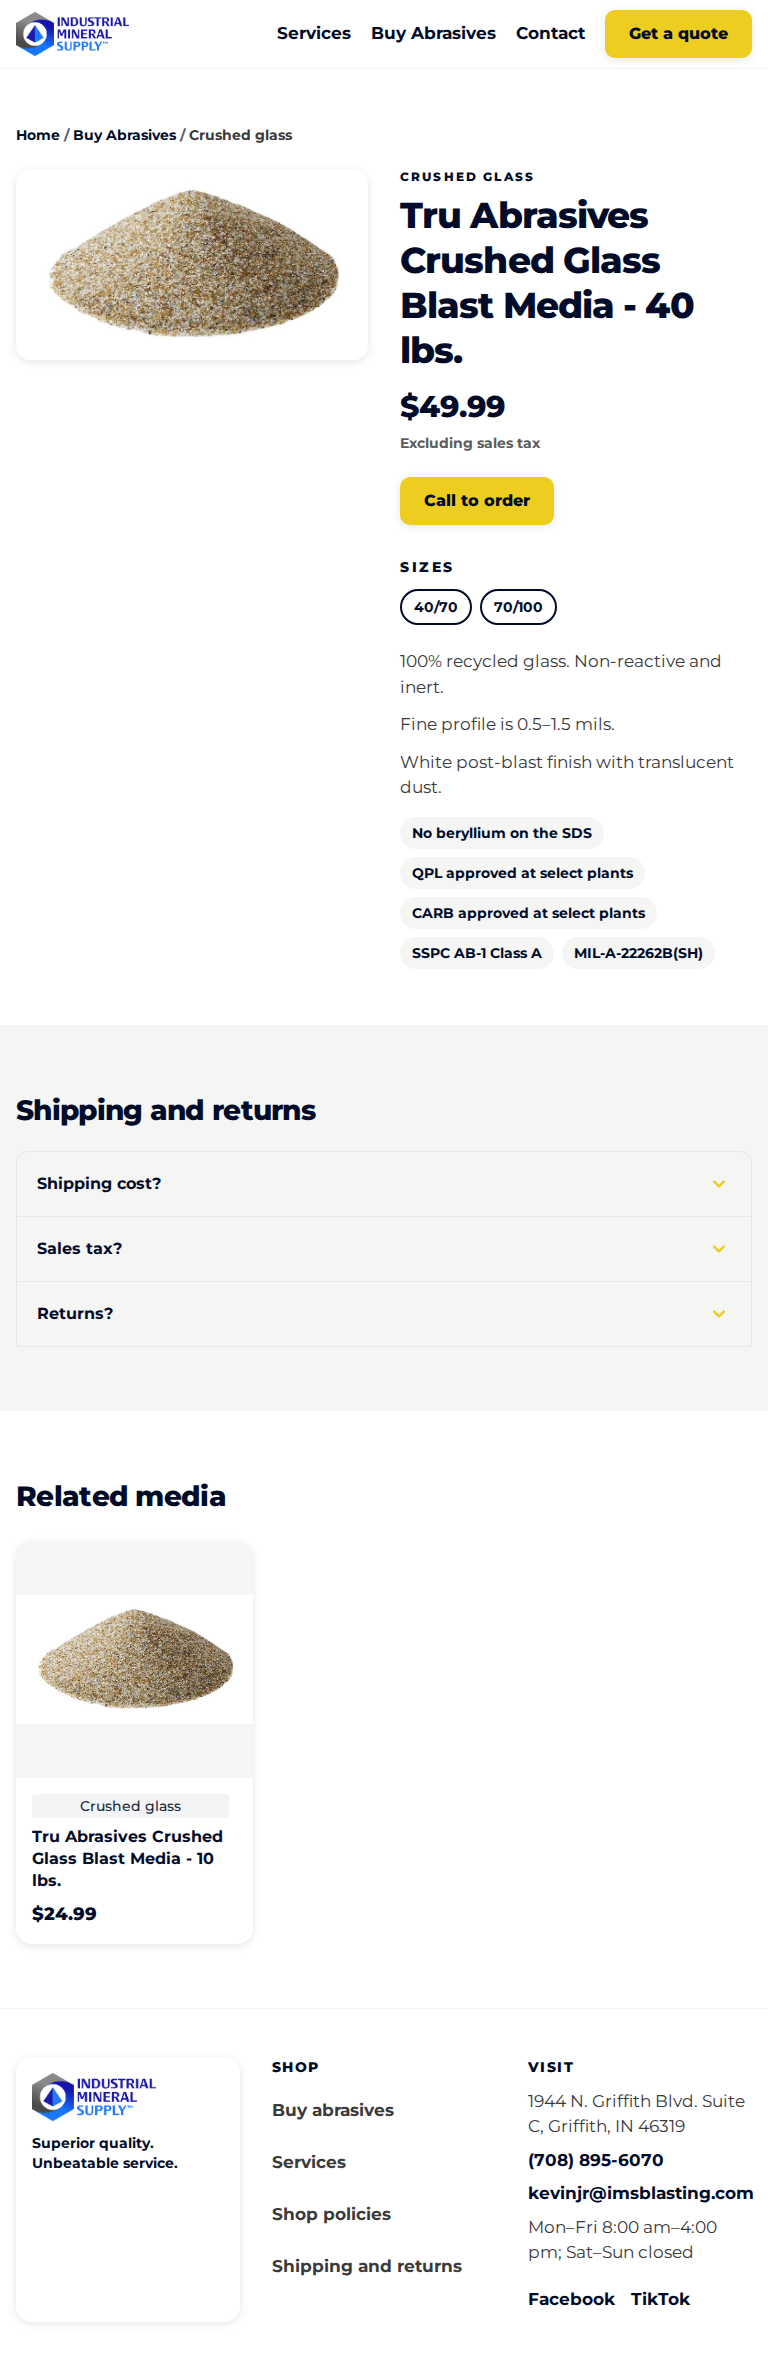 INDUSTRIAL
MINERAL
SUPPLY™
Services
Buy Abrasives
Contact
Get a quote
Home / Buy Abrasives / Crushed glass
CRUSHED GLASS
Tru Abrasives
Crushed Glass
Blast Media - 40
lbs.
$49.99
Excluding sales tax
Call to order
SIZES
40/70
70/100
100% recycled glass. Non-reactive and
inert.
Fine profile is 0.5–1.5 mils.
White post-blast finish with translucent
dust.
No beryllium on the SDS
QPL approved at select plants
CARB approved at select plants
SSPC AB-1 Class A
MIL-A-22262B(SH)
Shipping and returns
Shipping cost?
Sales tax?
Returns?
Related media
Crushed glass
Tru Abrasives Crushed
Glass Blast Media - 10
lbs.
$24.99
INDUSTRIAL
MINERAL
SUPPLY™
Superior quality.
Unbeatable service.
SHOP
Buy abrasives
Services
Shop policies
Shipping and returns
VISIT
1944 N. Griffith Blvd. Suite
C, Griffith, IN 46319
(708) 895-6070
kevinjr@imsblasting.com
Mon–Fri 8:00 am–4:00
pm; Sat–Sun closed
Facebook
TikTok